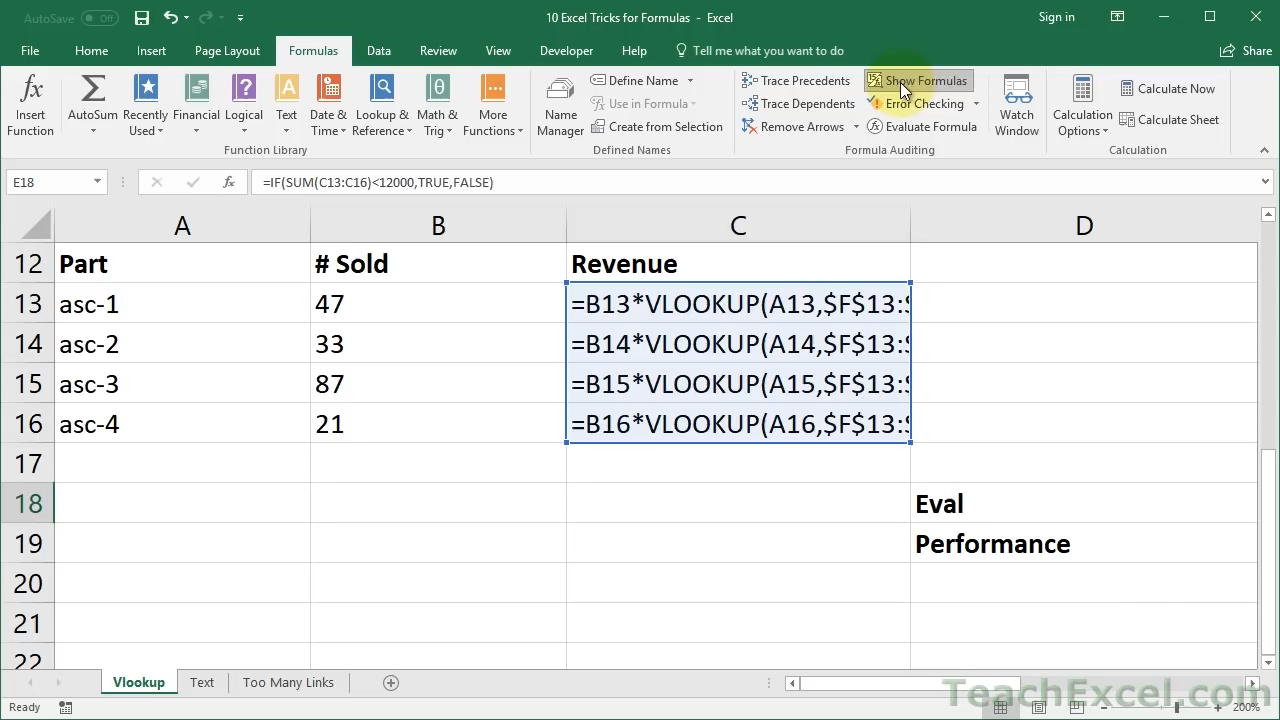 AutoSave Off
10 Excel Tricks for Formulas - Excel
Sign in
File Home Insert Page Layout Formulas Data Review View Developer Help Tell me what you want to do Share
fx Insert Function
Σ AutoSum
Recently Used
Financial
? Logical
A Text
Date & Time
Lookup & Reference
θ Math & Trig
More Functions
Function Library
Name Manager
Define Name
Use in Formula
Create from Selection
Defined Names
Trace Precedents
Trace Dependents
Remove Arrows
Show Formulas
Error Checking
fx Evaluate Formula
Formula Auditing
Watch Window
Calculation Options
Calculate Now
Calculate Sheet
Calculation
E18 fx =IF(SUM(C13:C16)<12000,TRUE,FALSE)
A B C D
12 Part # Sold Revenue
13 asc-1 47 =B13*VLOOKUP(A13,$F$13:$
14 asc-2 33 =B14*VLOOKUP(A14,$F$13:$
15 asc-3 87 =B15*VLOOKUP(A15,$F$13:$
16 asc-4 21 =B16*VLOOKUP(A16,$F$13:$
17
18 Eval
19 Performance
20
21
22
Vlookup Text Too Many Links
TeachExcel.com
Ready 200%